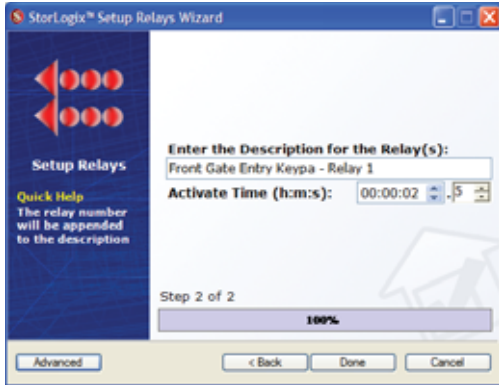 StorLogix™ Setup Relays Wizard
Setup Relays
Quick Help
The relay number
will be appended
to the description
Enter the Description for the Relay(s):
Front Gate Entry Keypa - Relay 1
Activate Time (h:m:s): 00:00:02 .5
Step 2 of 2
100%
Advanced < Back Done Cancel